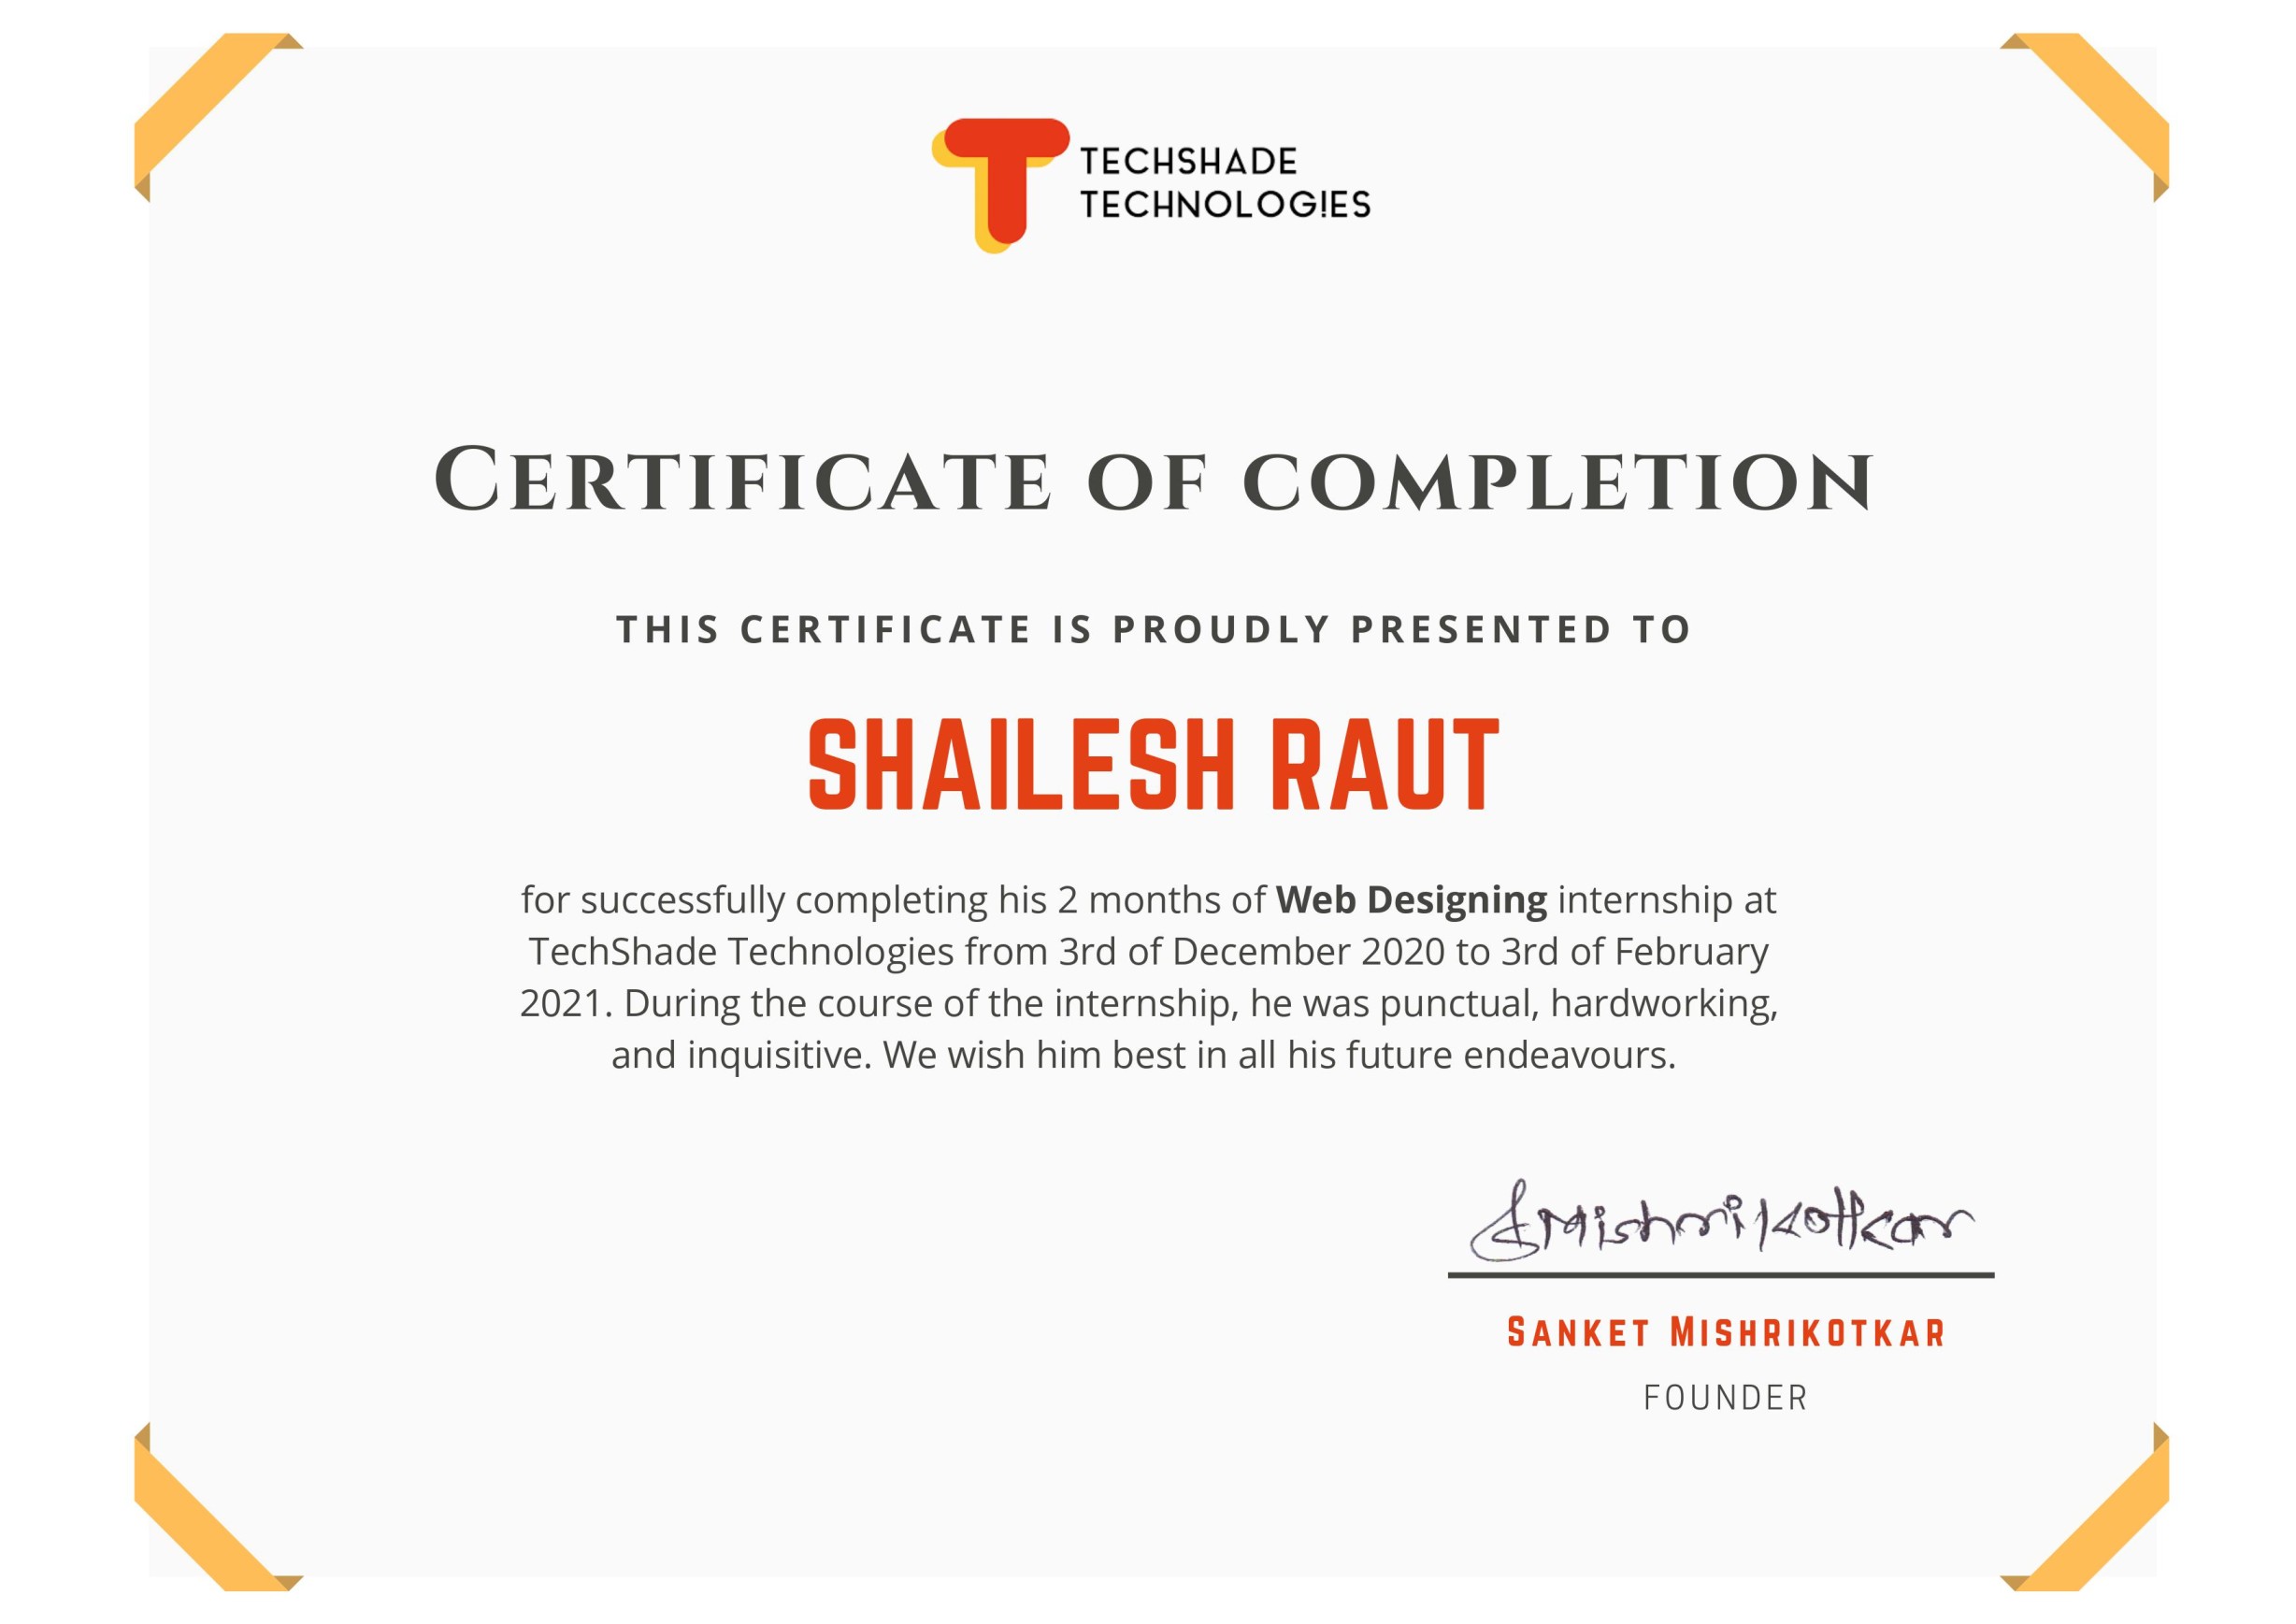 TECHSHADE
TECHNOLOGIES
CERTIFICATE OF COMPLETION
THIS CERTIFICATE IS PROUDLY PRESENTED TO
SHAILESH RAUT
for successfully completing his 2 months of Web Designing internship at
TechShade Technologies from 3rd of December 2020 to 3rd of February
2021. During the course of the internship, he was punctual, hardworking,
and inquisitive. We wish him best in all his future endeavours.
SMishrikotkar
SANKET MISHRIKOTKAR
FOUNDER